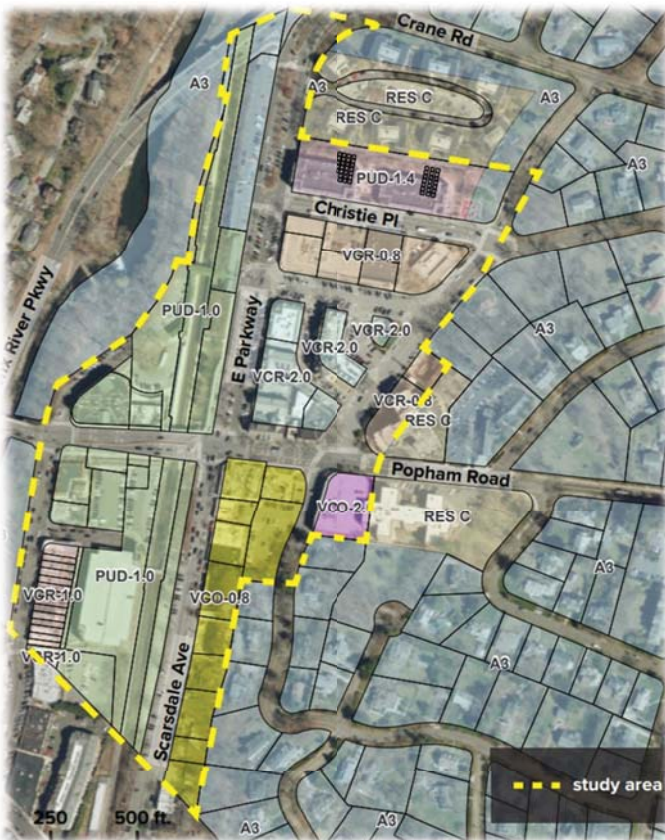 Crane Rd
A3
A3
RES C
A3
RES C
A3
PUD-1.4
Christie Pl
VCR-0.8
River Pkwy
PUD-1.0
E Parkway
VCR-2.0
VCR-2.0
VCR-2.0
A3
VCR-0.8
RES C
Popham Road
VCO-2.
RES C
PUD-1.0
VCR-1.0
VCO-0.8
A3
A3
Scarsdale Ave
study area
250 500 ft.
A3
A3